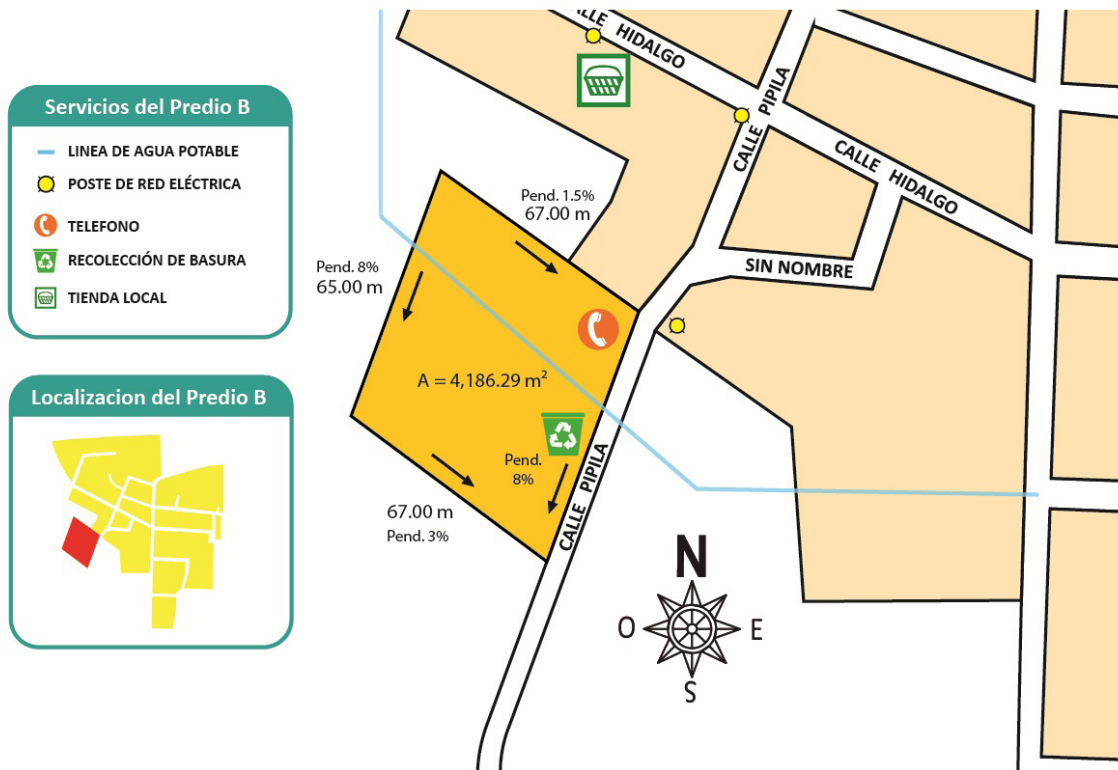 Servicios del Predio B
LINEA DE AGUA POTABLE
POSTE DE RED ELÉCTRICA
TELEFONO
RECOLECCIÓN DE BASURA
TIENDA LOCAL
Localizacion del Predio B
HIDALGO
CALLE PIPILA
CALLE HIDALGO
SIN NOMBRE
Pend. 1.5%
67.00 m
Pend. 8%
65.00 m
A = 4,186.29 m²
Pend.
8%
67.00 m
Pend. 3%
CALLE PIPILA
N
O
E
S